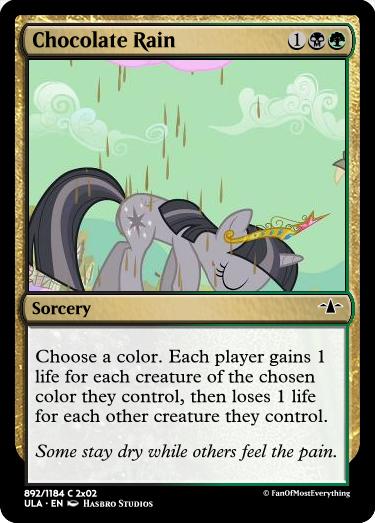 Chocolate Rain 1
Sorcery
Choose a color. Each player gains 1
life for each creature of the chosen
color they control, then loses 1 life
for each other creature they control.
Some stay dry while others feel the pain.
892/1184 C 2x02
ULA · EN Hasbro Studios © FanOfMostEverything